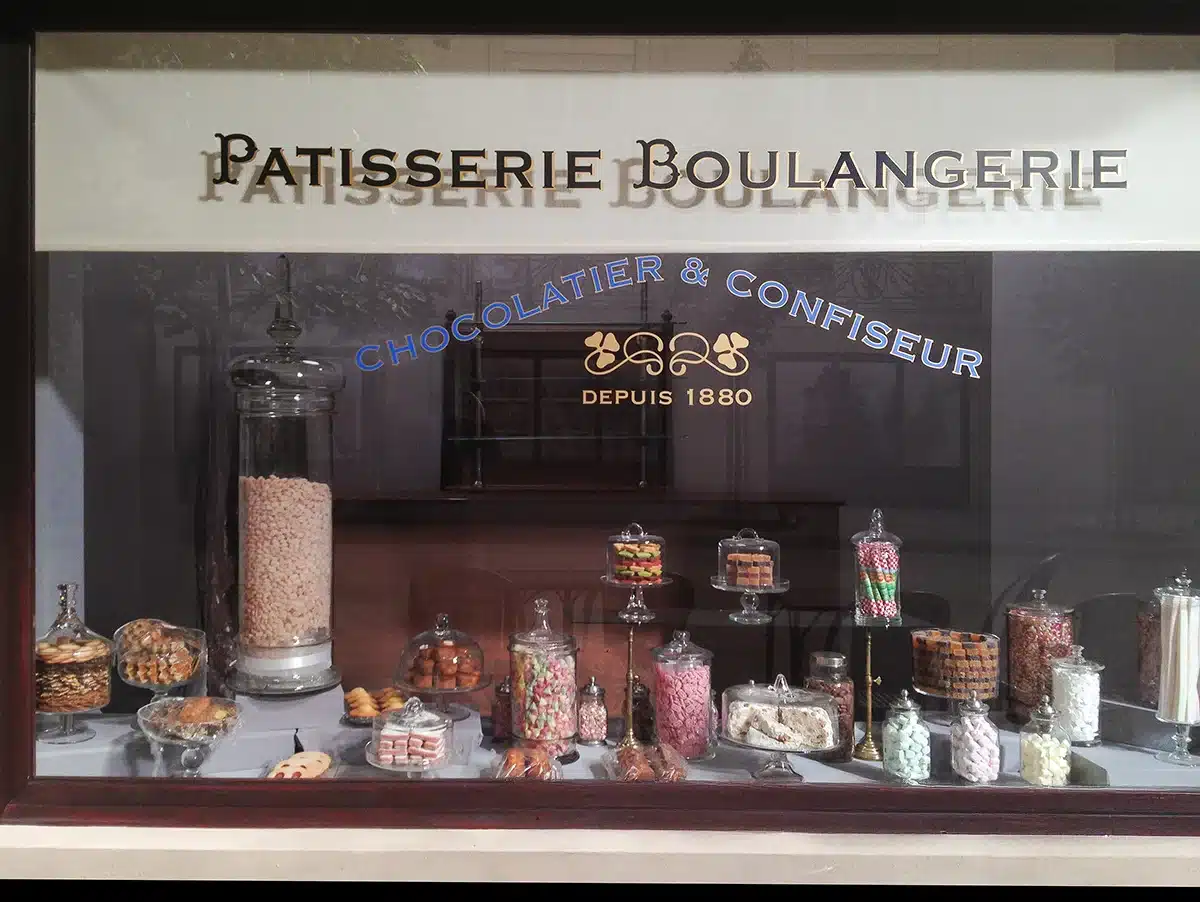 PATISSERIE BOULANGERIE
CHOCOLATIER & CONFISEUR
DEPUIS 1880